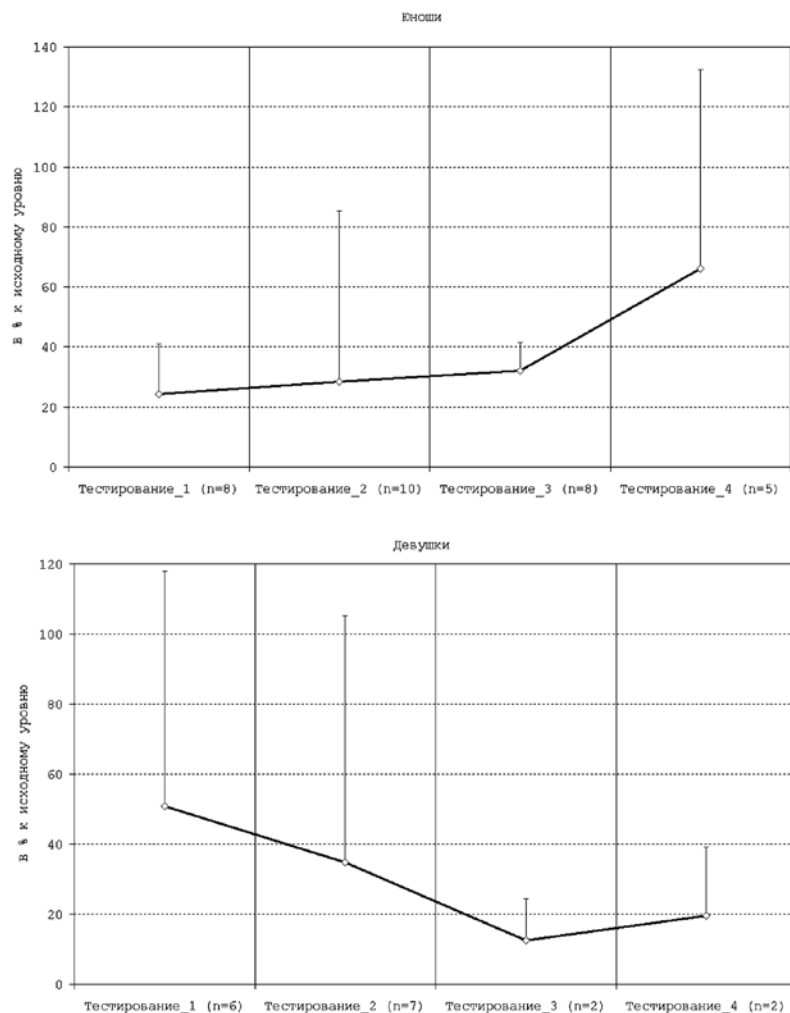 Юноши
В % к исходному уровню
140
120
100
80
60
40
20
0
Тестирование_1 (n=8) Тестирование_2 (n=10) Тестирование_3 (n=8) Тестирование_4 (n=5)
Девушки
В % к исходному уровню
120
100
80
60
40
20
0
Тестирование_1 (n=6) Тестирование_2 (n=7) Тестирование_3 (n=2) Тестирование_4 (n=2)